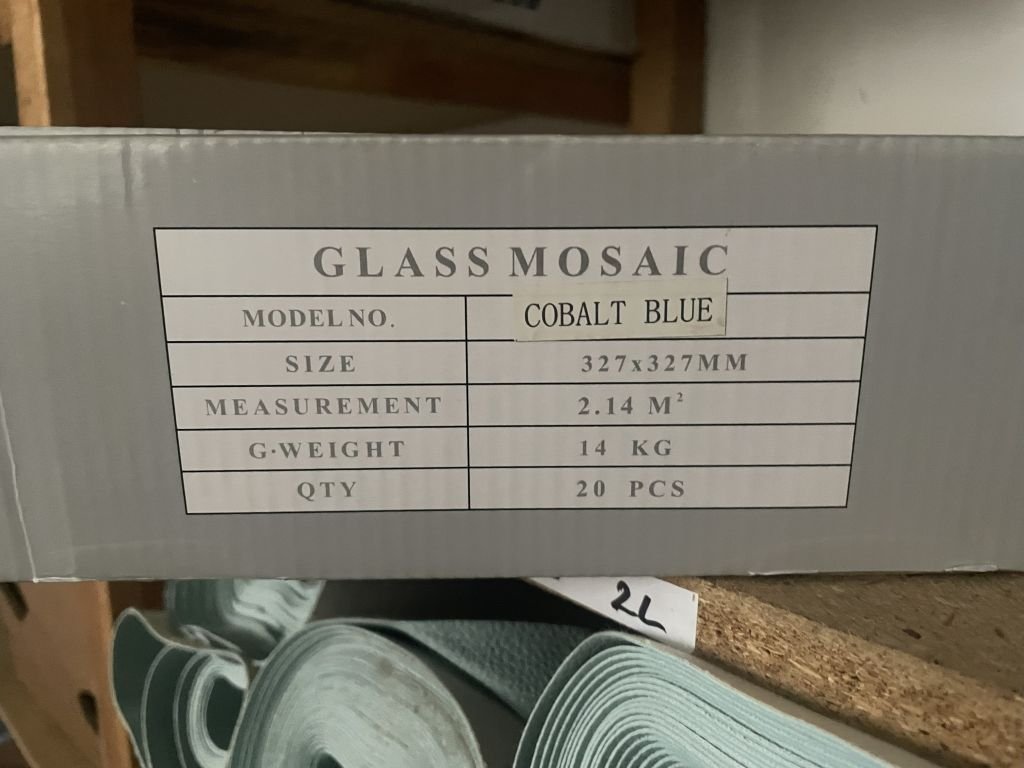 GLASS MOSAIC
MODEL NO. COBALT BLUE
SIZE 327x327MM
MEASUREMENT 2.14 M²
G·WEIGHT 14 KG
QTY 20 PCS
2L